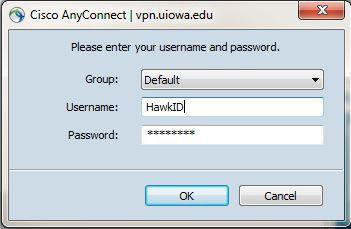 Cisco AnyConnect | vpn.uiowa.edu
Please enter your username and password.
Group: Default
Username: HawkID
Password: ********
OK Cancel